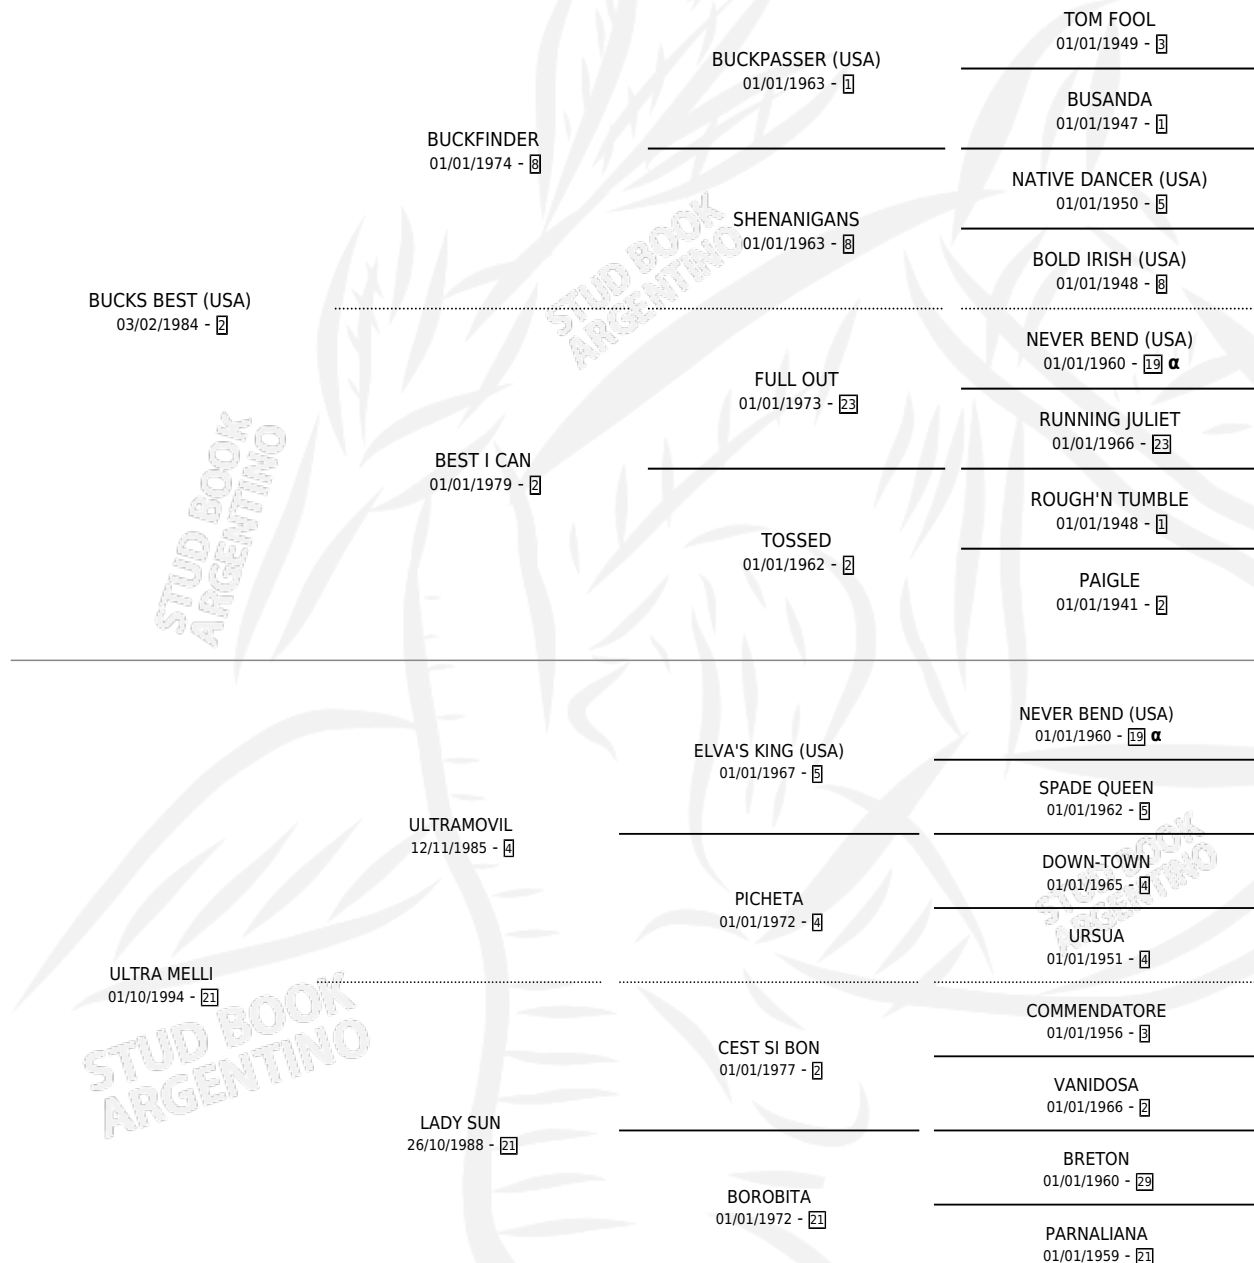 TOM FOOL
01/01/1949 - 3
BUCKPASSER (USA)
01/01/1963 - 1
BUSANDA
01/01/1947 - 1
BUCKFINDER
01/01/1974 - 8
NATIVE DANCER (USA)
01/01/1950 - 5
SHENANIGANS
01/01/1963 - 8
BOLD IRISH (USA)
01/01/1948 - 8
BUCKS BEST (USA)
03/02/1984 - 2
NEVER BEND (USA)
01/01/1960 - 19 α
FULL OUT
01/01/1973 - 23
RUNNING JULIET
01/01/1966 - 23
BEST I CAN
01/01/1979 - 2
ROUGH'N TUMBLE
01/01/1948 - 1
TOSSED
01/01/1962 - 2
PAIGLE
01/01/1941 - 2
NEVER BEND (USA)
01/01/1960 - 19 α
ELVA'S KING (USA)
01/01/1967 - 5
SPADE QUEEN
01/01/1962 - 5
ULTRAMOVIL
12/11/1985 - 4
DOWN-TOWN
01/01/1965 - 4
PICHETA
01/01/1972 - 4
URSUA
01/01/1951 - 4
ULTRA MELLI
01/10/1994 - 21
COMMENDATORE
01/01/1956 - 3
CEST SI BON
01/01/1977 - 2
VANIDOSA
01/01/1966 - 2
LADY SUN
26/10/1988 - 21
BRETON
01/01/1960 - 29
BOROBITA
01/01/1972 - 21
PARNALIANA
01/01/1959 - 21
STUD BOOK
ARGENTINO
STUD BOOK
ARGENTINO
STUD BOOK
ARGENTINO
STUD BOOK
ARGENTINO